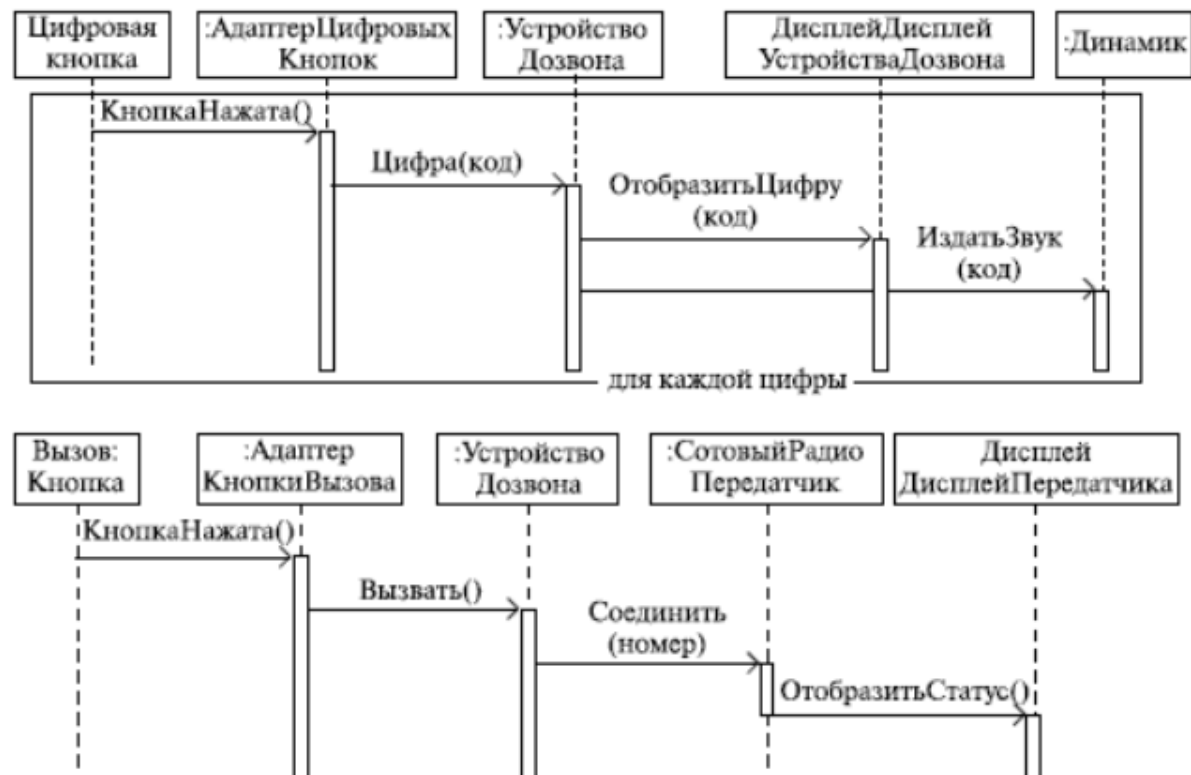 Цифровая
кнопка
:АдаптерЦифровых
Кнопок
:Устройство
Дозвона
ДисплейДисплей
УстройстваДозвона
:Динамик
КнопкаНажата()
Цифра(код)
ОтобразитьЦифру
(код)
ИздатьЗвук
(код)
для каждой цифры
Вызов:
Кнопка
:Адаптер
КнопкиВызова
:Устройство
Дозвона
:СотовыйРадио
Передатчик
Дисплей
ДисплейПередатчика
КнопкаНажата()
Вызвать()
Соединить
(номер)
ОтобразитьСтатус()